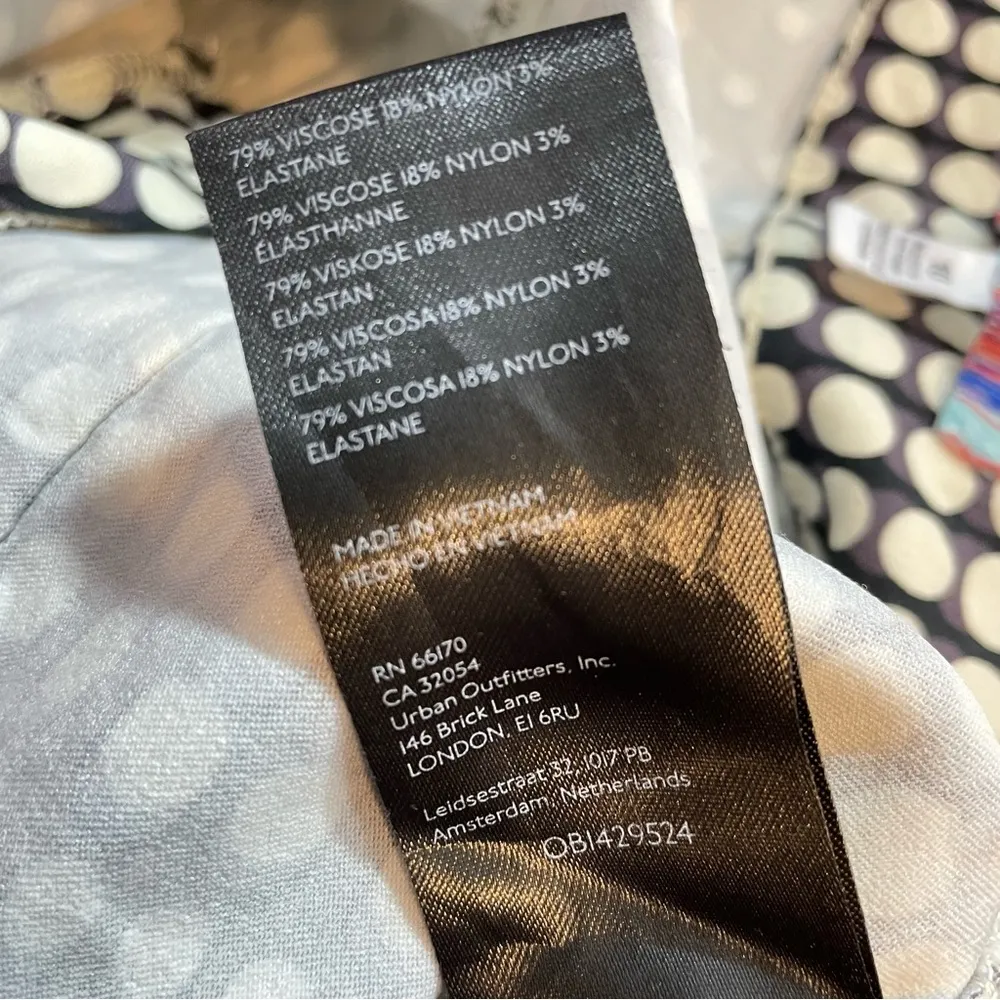 79% VISCOSE 18% NYLON 3%
ELASTANE
79% VISCOSE 18% NYLON 3%
ÉLASTHANNE
79% VISKOSE 18% NYLON 3%
ELASTAN
79% VISCOSA 18% NYLON 3%
ELASTAN
79% VISCOSA 18% NYLON 3%
ELASTANE
MADE IN VIETNAM
HECHO EN VIETNAM
RN 66170
CA 32054
Urban Outfitters, Inc.
146 Brick Lane
LONDON, E1 6RU
Leidsestraat 32, 1017 PB
Amsterdam, Netherlands
OB1429524